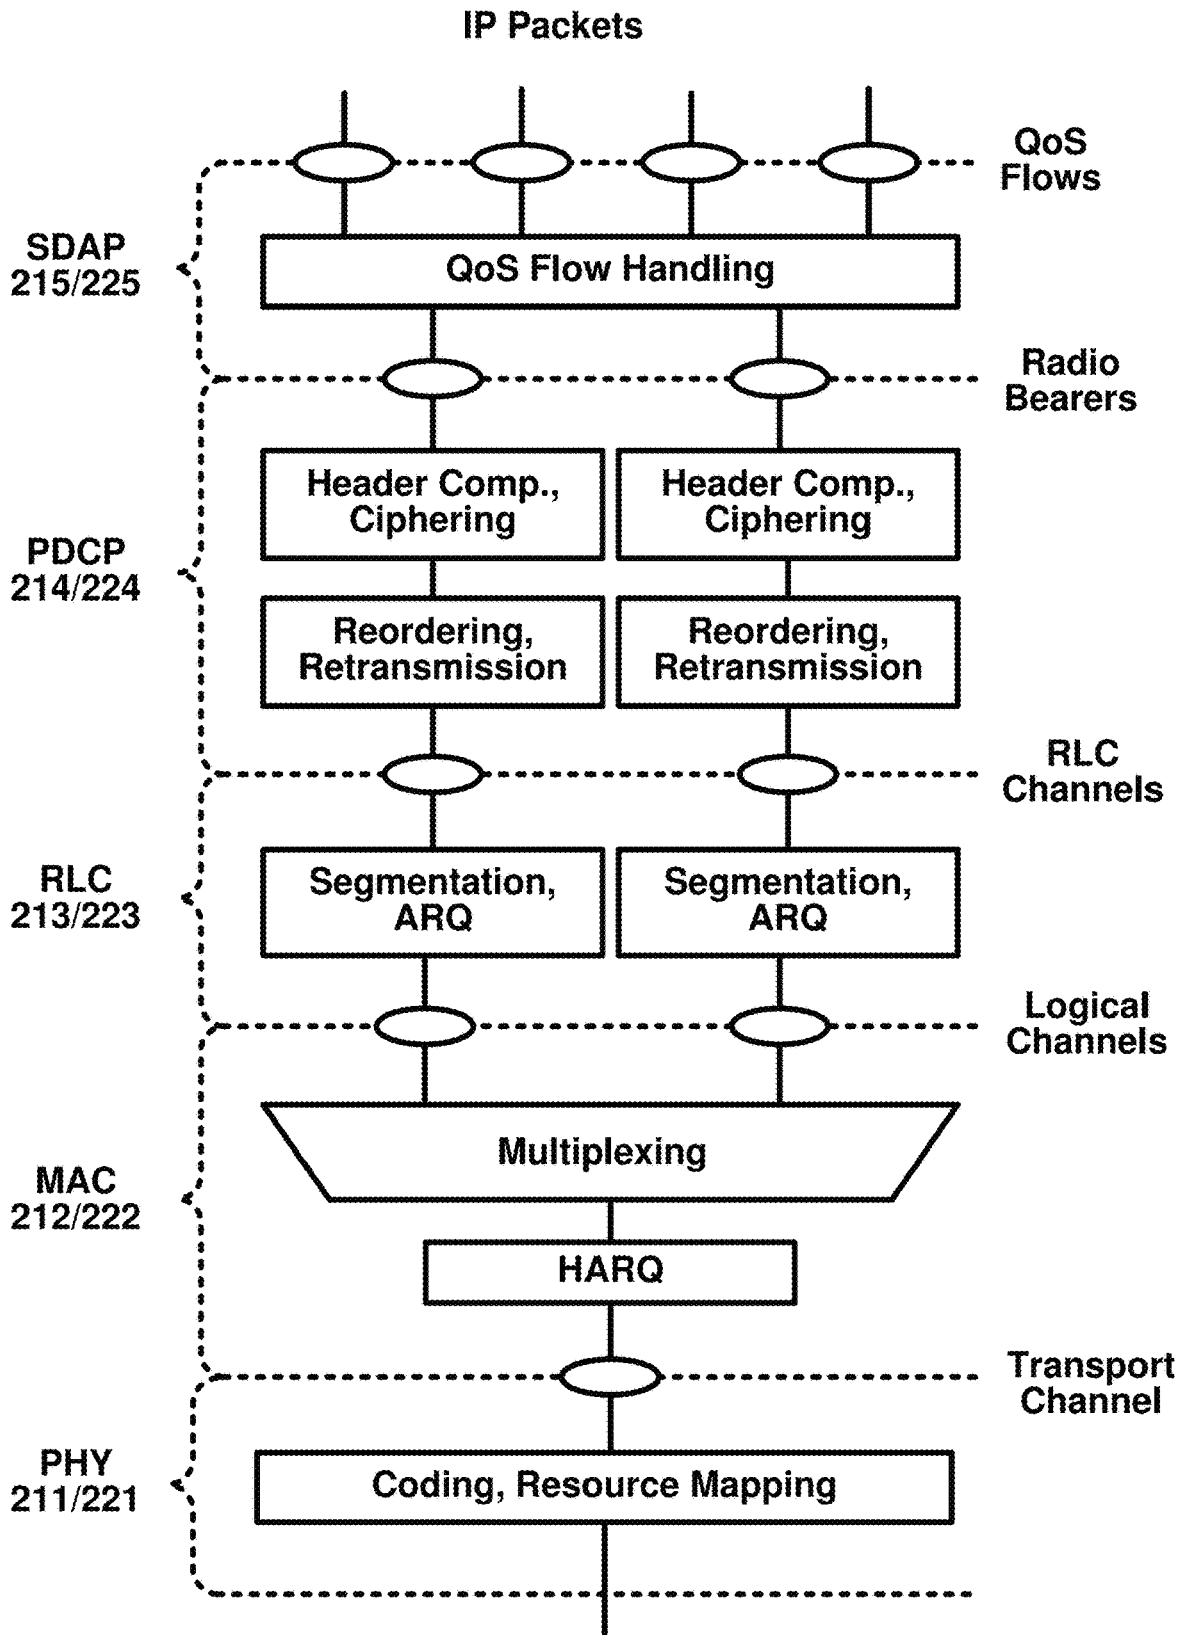 IP Packets
QoS
Flows
SDAP
215/225
QoS Flow Handling
Radio
Bearers
Header Comp.,
Ciphering
Header Comp.,
Ciphering
PDCP
214/224
Reordering,
Retransmission
Reordering,
Retransmission
RLC
Channels
RLC
213/223
Segmentation,
ARQ
Segmentation,
ARQ
Logical
Channels
Multiplexing
MAC
212/222
HARQ
Transport
Channel
PHY
211/221
Coding, Resource Mapping